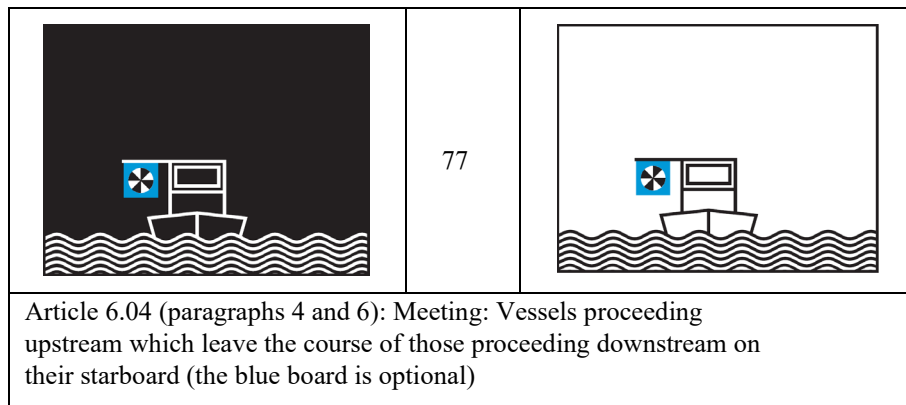 77
Article 6.04 (paragraphs 4 and 6): Meeting: Vessels proceeding
upstream which leave the course of those proceeding downstream on
their starboard (the blue board is optional)